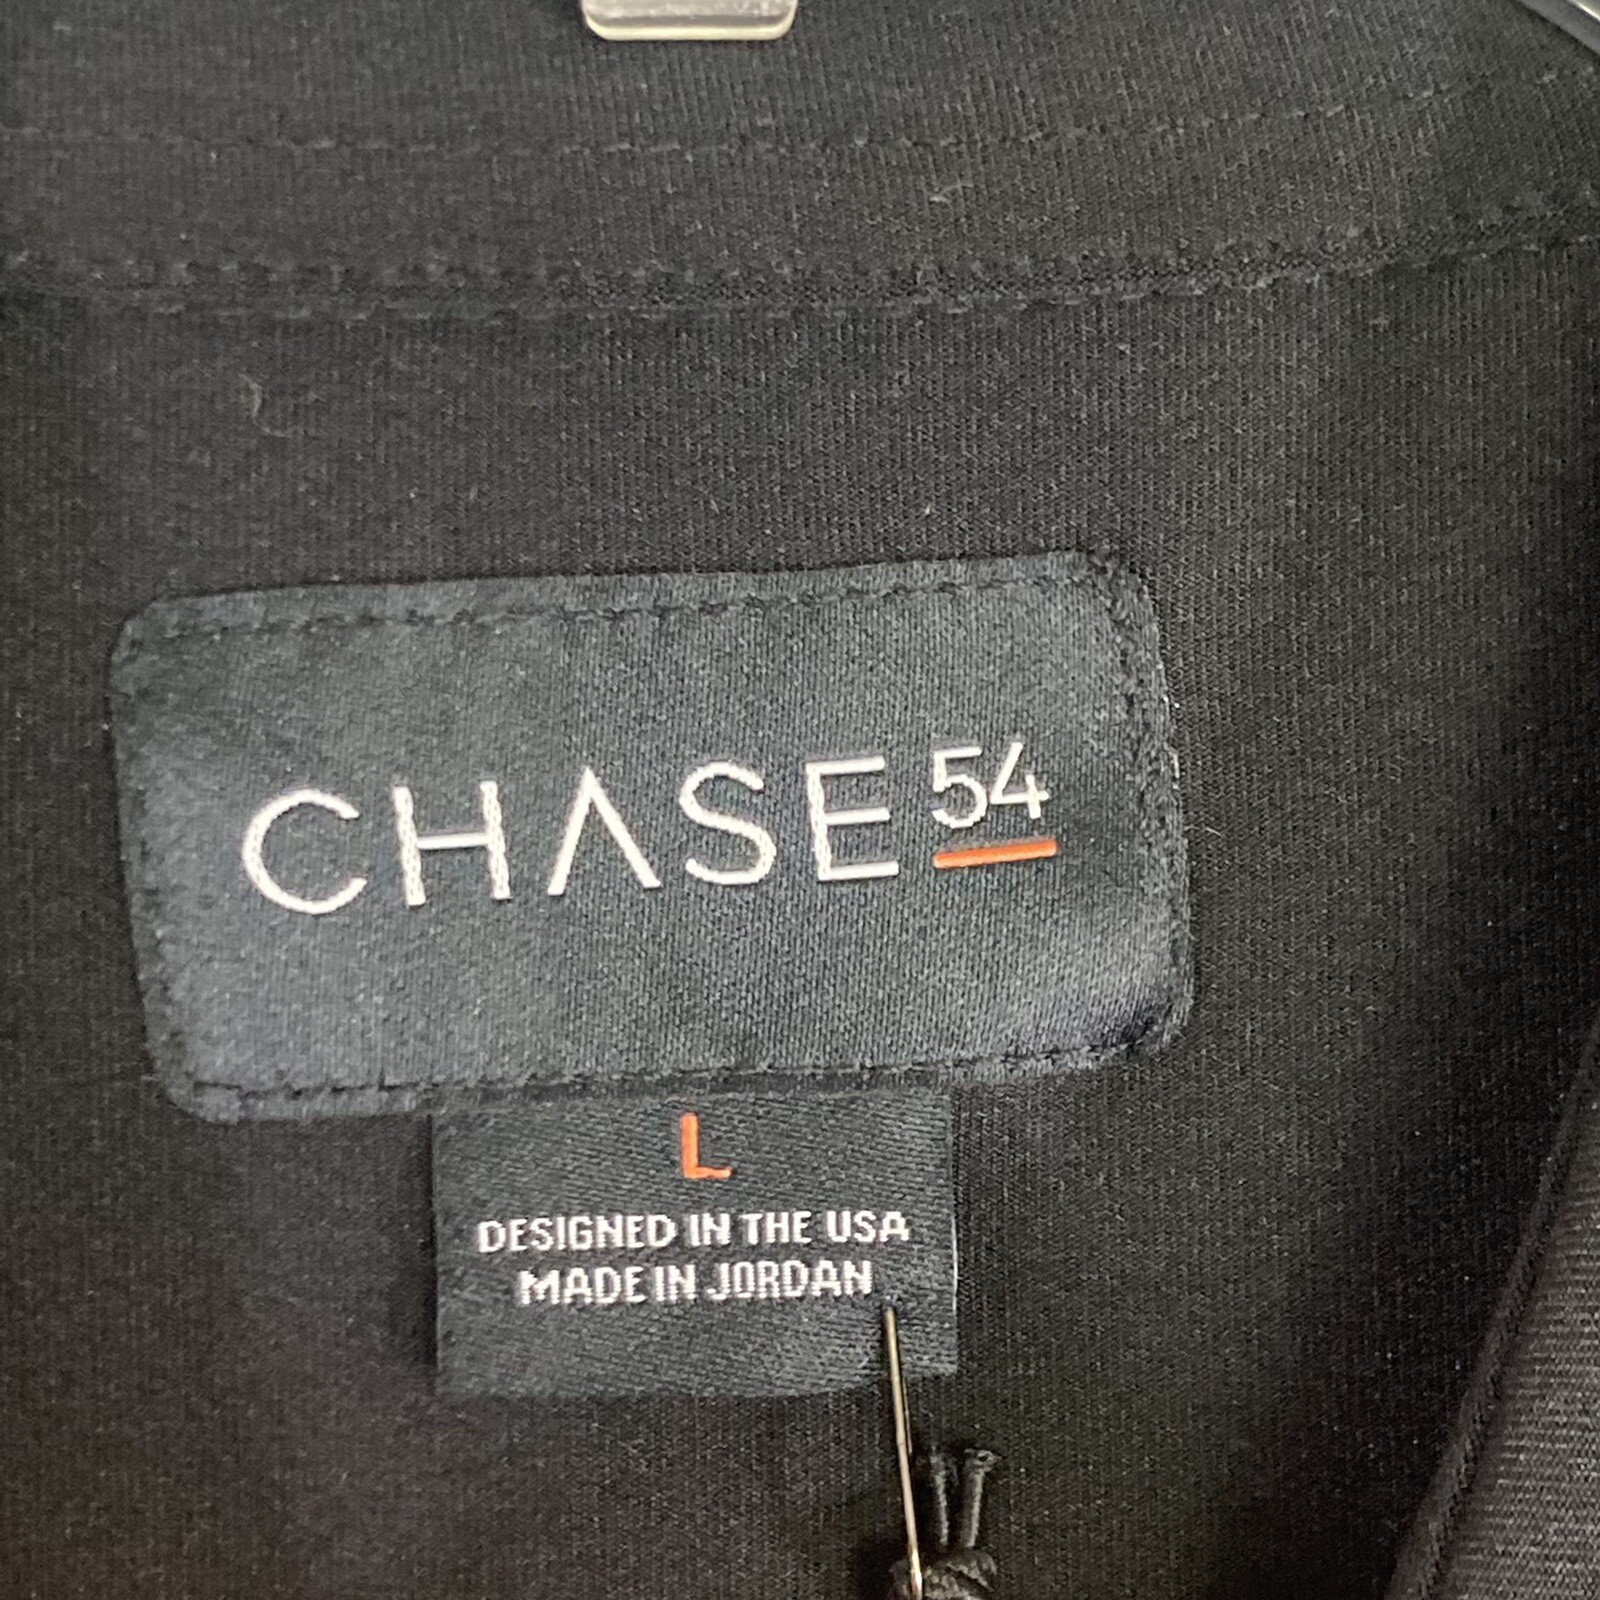 CHASE 54
L
DESIGNED IN THE USA
MADE IN JORDAN